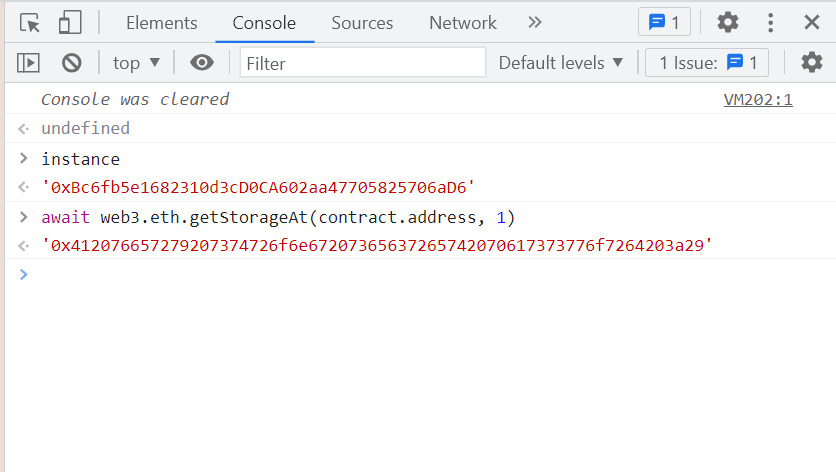 Elements Console Sources Network » 1
top ▼ Filter Default levels ▼ 1 Issue: 1
Console was cleared VM202:1
undefined
instance
'0xBc6fb5e1682310d3cD0CA602aa47705825706aD6'
await web3.eth.getStorageAt(contract.address, 1)
'0x412076657279207374726f6e67207365637265742070617373776f7264203a29'